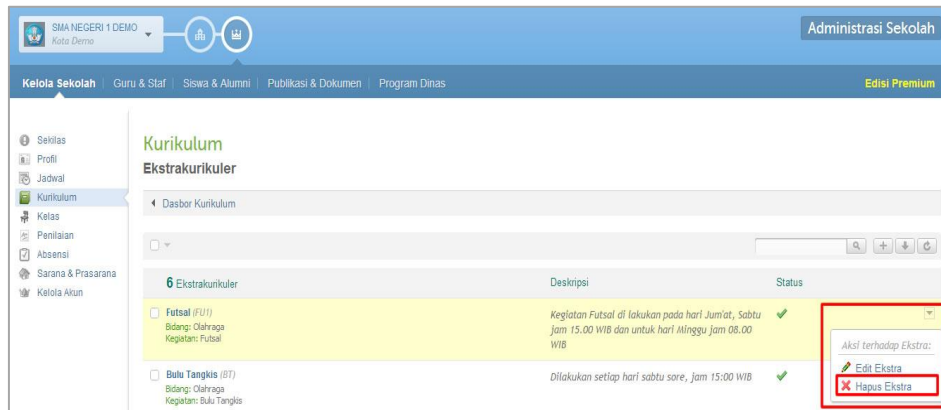 SMA NEGERI 1 DEMO
Kota Demo
Administrasi Sekolah
Kelola Sekolah Guru & Staf Siswa & Alumni Publikasi & Dokumen Program Dinas Edisi Premium
Sekilas
Profil
Jadwal
Kurikulum
Kelas
Penilaian
Absensi
Sarana & Prasarana
Kelola Akun
Kurikulum
Ekstrakurikuler
Dasbor Kurikulum
6 Ekstrakurikuler Deskripsi Status
Futsal (FU1)
Bidang: Olahraga
Kegiatan: Futsal
Kegiatan Futsal di lakukan pada hari Jum'at, Sabtu
jam 15.00 WIB dan untuk hari Minggu jam 08.00
WIB
Aksi terhadap Ekstra:
Edit Ekstra
Hapus Ekstra
Bulu Tangkis (BT)
Bidang: Olahraga
Kegiatan: Bulu Tangkis
Dilakukan setiap hari sabtu sore, jam 15:00 WIB